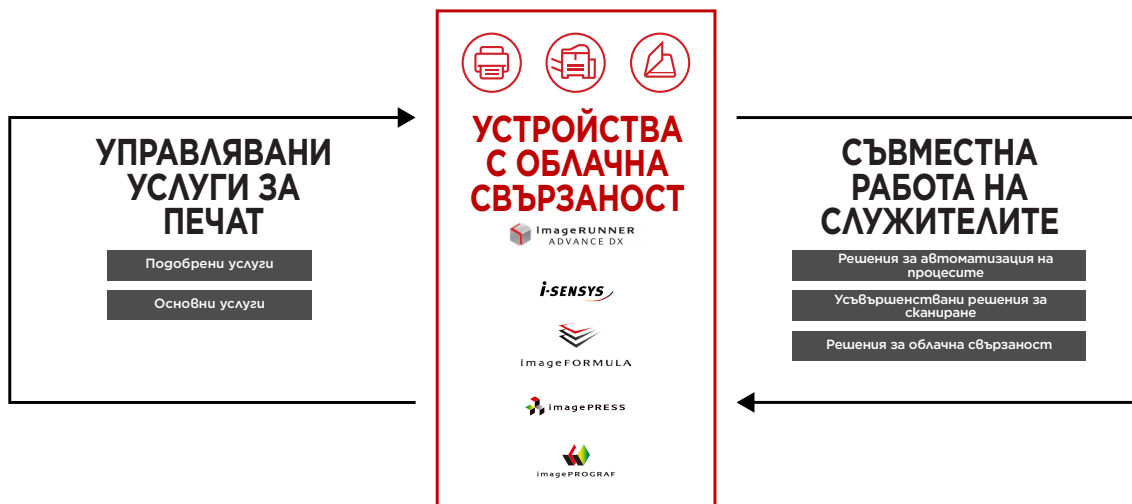 УПРАВЛЯВАНИ
УСЛУГИ ЗА
ПЕЧАТ
Подобрени услуги
Основни услуги
УСТРОЙСТВА
С ОБЛАЧНА
СВЪРЗАНОСТ
imageRUNNER
ADVANCE DX
i-SENSYS
imageFORMULA
imagePRESS
imagePROGRAF
СЪВМЕСТНА
РАБОТА НА
СЛУЖИТЕЛИТЕ
Решения за автоматизация на
процесите
Усъвършенствани решения за
сканиране
Решения за облачна свързаност